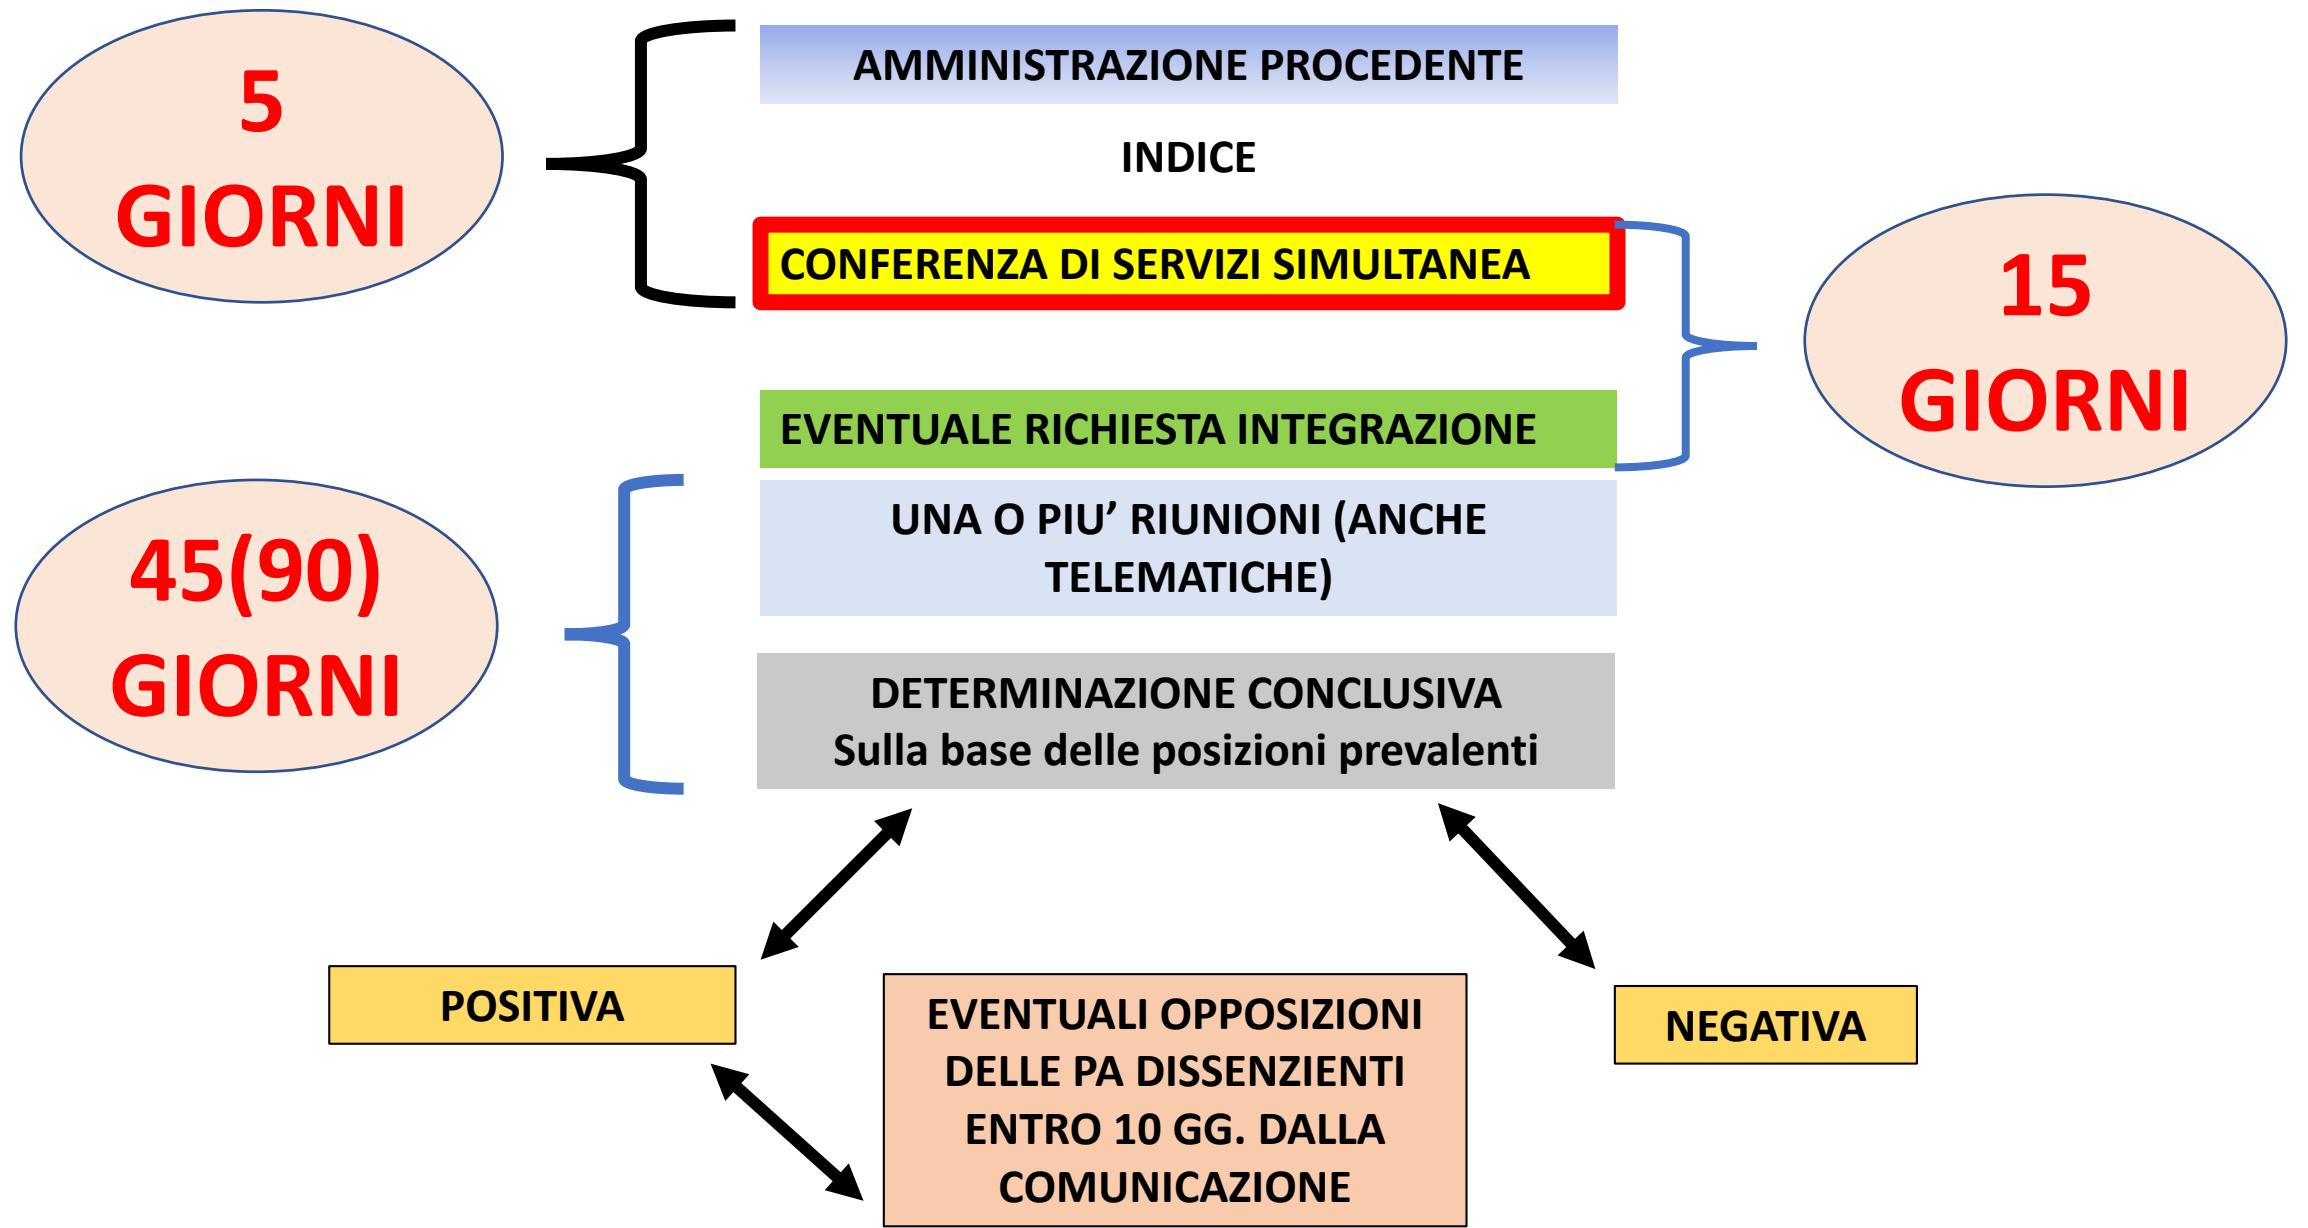 5
GIORNI
AMMINISTRAZIONE PROCEDENTE
INDICE
CONFERENZA DI SERVIZI SIMULTANEA
15
GIORNI
EVENTUALE RICHIESTA INTEGRAZIONE
45(90)
GIORNI
UNA O PIU’ RIUNIONI (ANCHE
TELEMATICHE)
DETERMINAZIONE CONCLUSIVA
Sulla base delle posizioni prevalenti
POSITIVA
EVENTUALI OPPOSIZIONI
DELLE PA DISSENZIENTI
ENTRO 10 GG. DALLA
COMUNICAZIONE
NEGATIVA